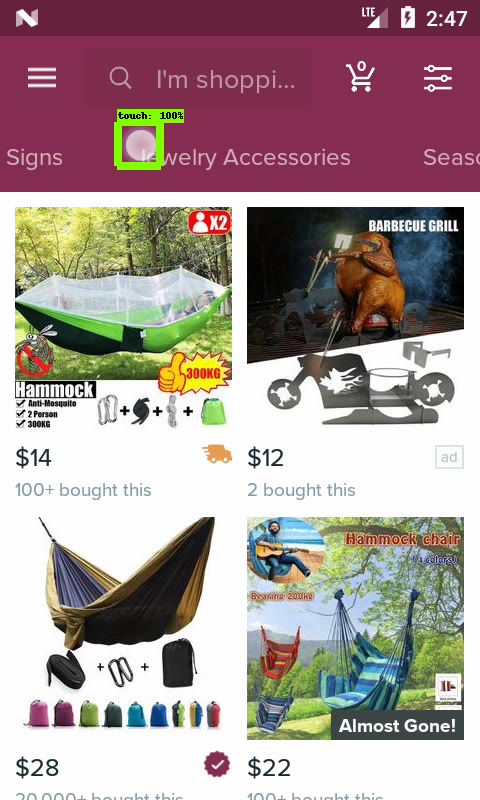 LTE
2:47
I'm shoppi...
0
touch: 100%
Signs
Jewelry Accessories
Seas
X2
Hammock
Anti-Mosquito
2 Person
300KG
300KG
BARBECUE GRILL
$14
100+ bought this
$12
ad
2 bought this
Hammock chair
(4 colors)
Bearing 200kg
Almost Gone!
$28
20,000+ bought this
$22
100+ bought this